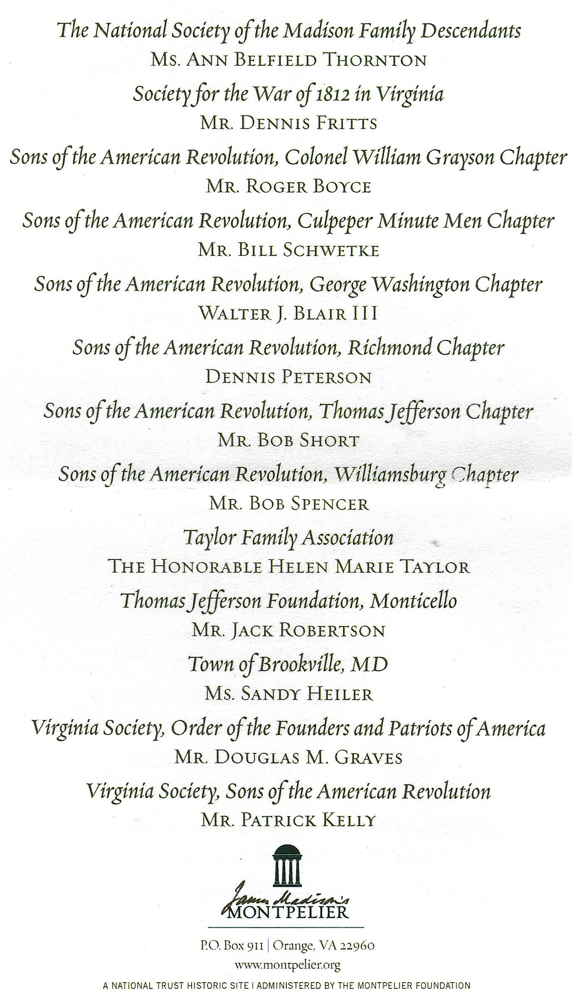 The National Society of the Madison Family Descendants
Ms. Ann Belfield Thornton
Society for the War of 1812 in Virginia
Mr. Dennis Fritts
Sons of the American Revolution, Colonel William Grayson Chapter
Mr. Roger Boyce
Sons of the American Revolution, Culpeper Minute Men Chapter
Mr. Bill Schwetke
Sons of the American Revolution, George Washington Chapter
Walter J. Blair III
Sons of the American Revolution, Richmond Chapter
Dennis Peterson
Sons of the American Revolution, Thomas Jefferson Chapter
Mr. Bob Short
Sons of the American Revolution, Williamsburg Chapter
Mr. Bob Spencer
Taylor Family Association
The Honorable Helen Marie Taylor
Thomas Jefferson Foundation, Monticello
Mr. Jack Robertson
Town of Brookville, MD
Ms. Sandy Heiler
Virginia Society, Order of the Founders and Patriots of America
Mr. Douglas M. Graves
Virginia Society, Sons of the American Revolution
Mr. Patrick Kelly
James Madison's
MONTPELIER
P.O. Box 911 | Orange, VA 22960
www.montpelier.org
A NATIONAL TRUST HISTORIC SITE | ADMINISTERED BY THE MONTPELIER FOUNDATION